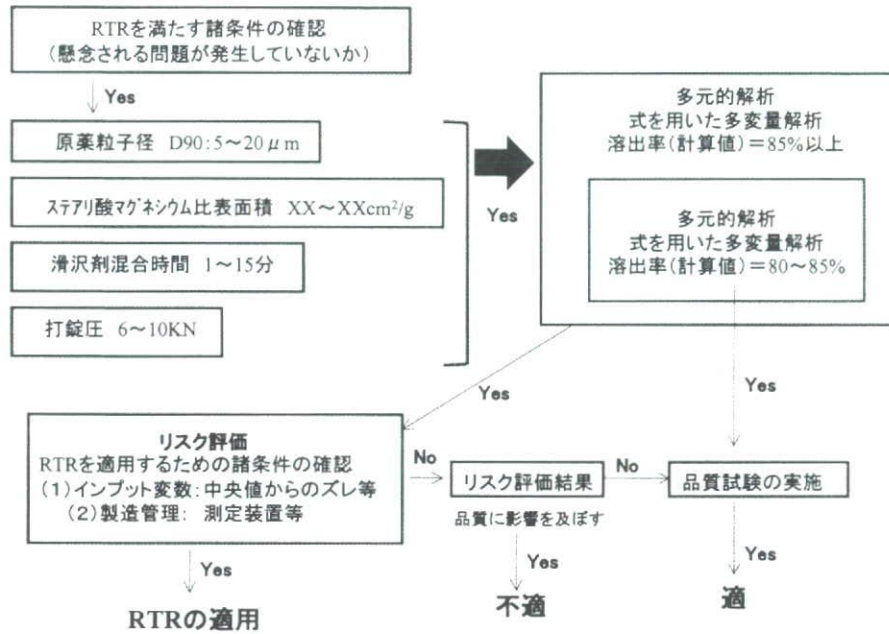 RTRを満たす諸条件の確認
（懸念される問題が発生していないか）
Yes
原薬粒子径 D90:5～20μm
ステアリン酸マグネシウム比表面積 XX～XXcm²/g
滑沢剤混合時間 1～15分
打錠圧 6～10KN
Yes
多元的解析
式を用いた多変量解析
溶出率(計算値)＝85%以上
多元的解析
式を用いた多変量解析
溶出率(計算値)＝80～85%
Yes
Yes
リスク評価
RTRを適用するための諸条件の確認
（1）インプット変数：中央値からのズレ等
（2）製造管理： 測定装置等
No
リスク評価結果
品質に影響を及ぼす
No
品質試験の実施
Yes
Yes
Yes
RTRの適用
不適
適